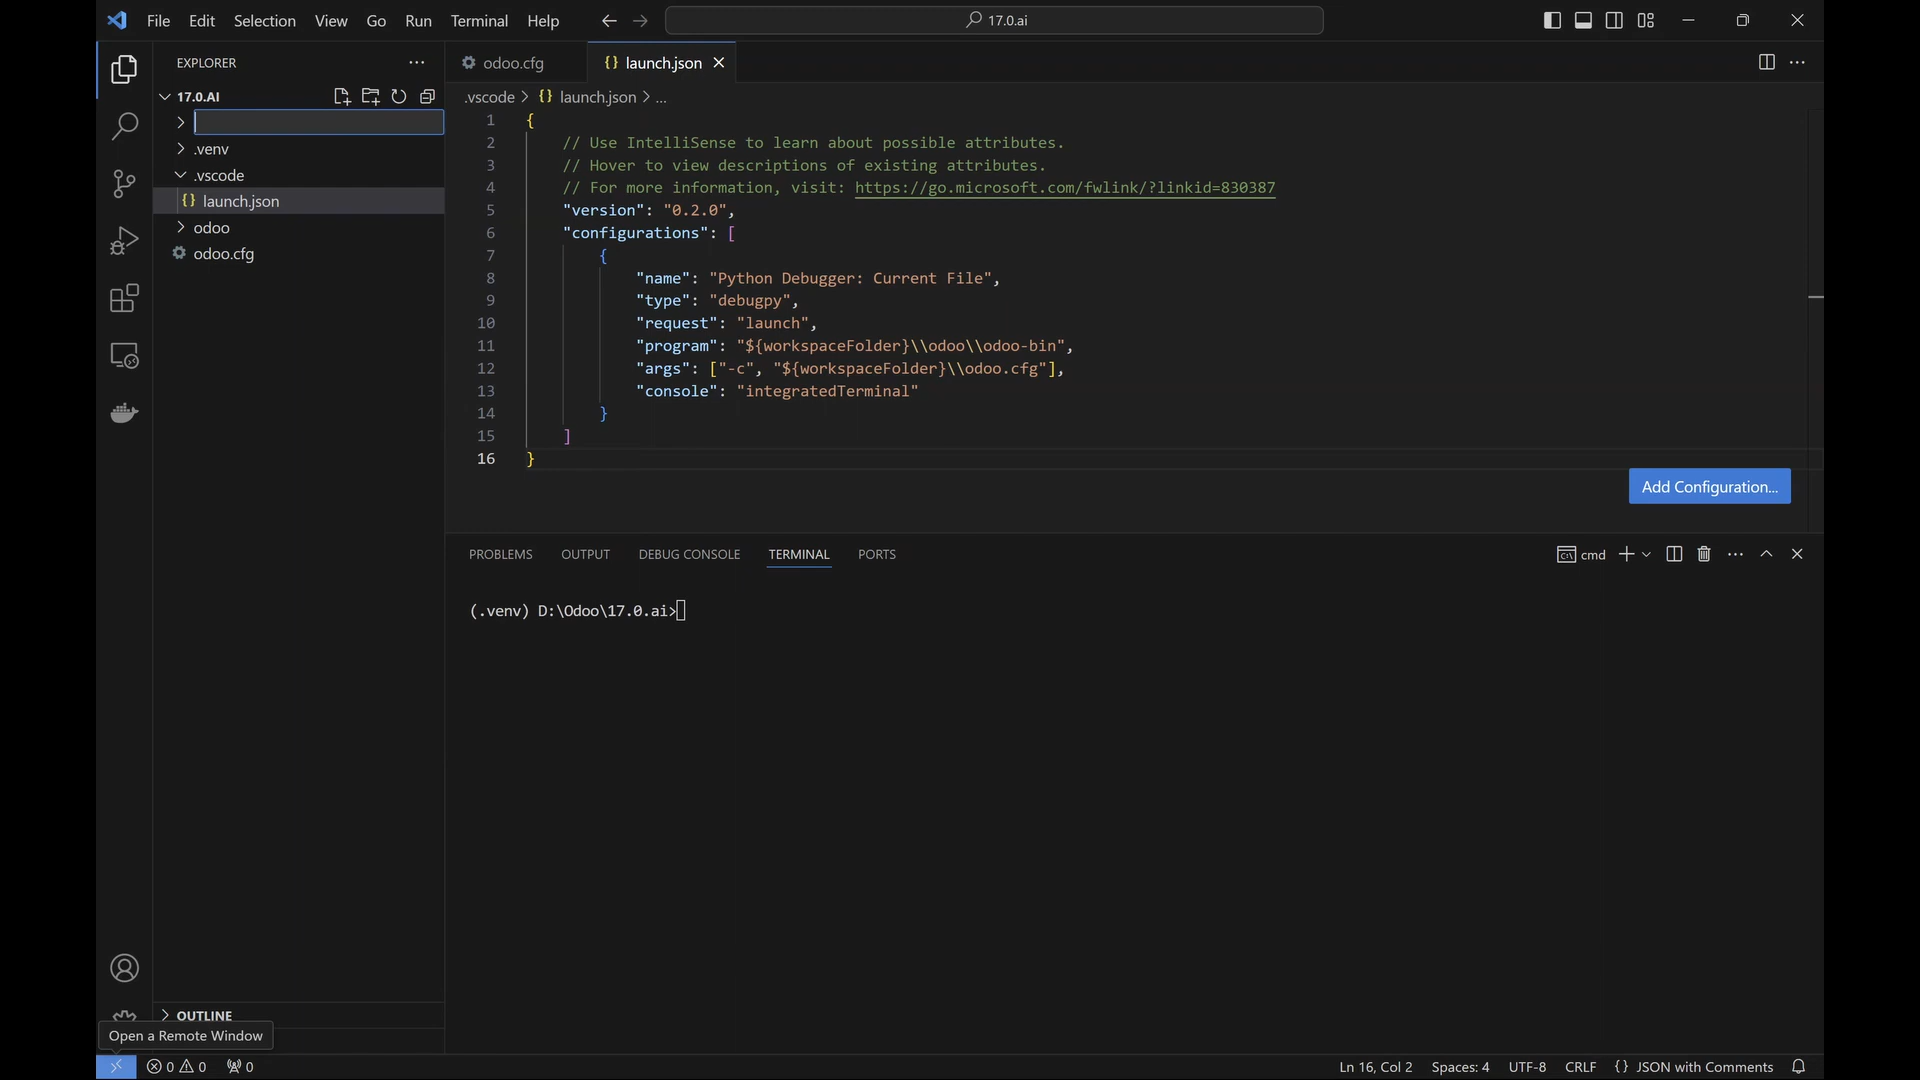 File Edit Selection View Go Run Terminal Help
17.0.ai
EXPLORER
17.0.AI
.venv
.vscode
{} launch.json
odoo
odoo.cfg
odoo.cfg
{} launch.json
.vscode > {} launch.json > ...
1 {
2 // Use IntelliSense to learn about possible attributes.
3 // Hover to view descriptions of existing attributes.
4 // For more information, visit: https://go.microsoft.com/fwlink/?linkid=830387
5 "version": "0.2.0",
6 "configurations": [
7 {
8 "name": "Python Debugger: Current File",
9 "type": "debugpy",
10 "request": "launch",
11 "program": "${workspaceFolder}\\odoo\\odoo-bin",
12 "args": ["-c", "${workspaceFolder}\\odoo.cfg"],
13 "console": "integratedTerminal"
14 }
15 ]
16 }
Add Configuration...
PROBLEMS OUTPUT DEBUG CONSOLE TERMINAL PORTS
cmd
(.venv) D:\Odoo\17.0.ai>
OUTLINE
Open a Remote Window
0 0 0
Ln 16, Col 2 Spaces: 4 UTF-8 CRLF {} JSON with Comments